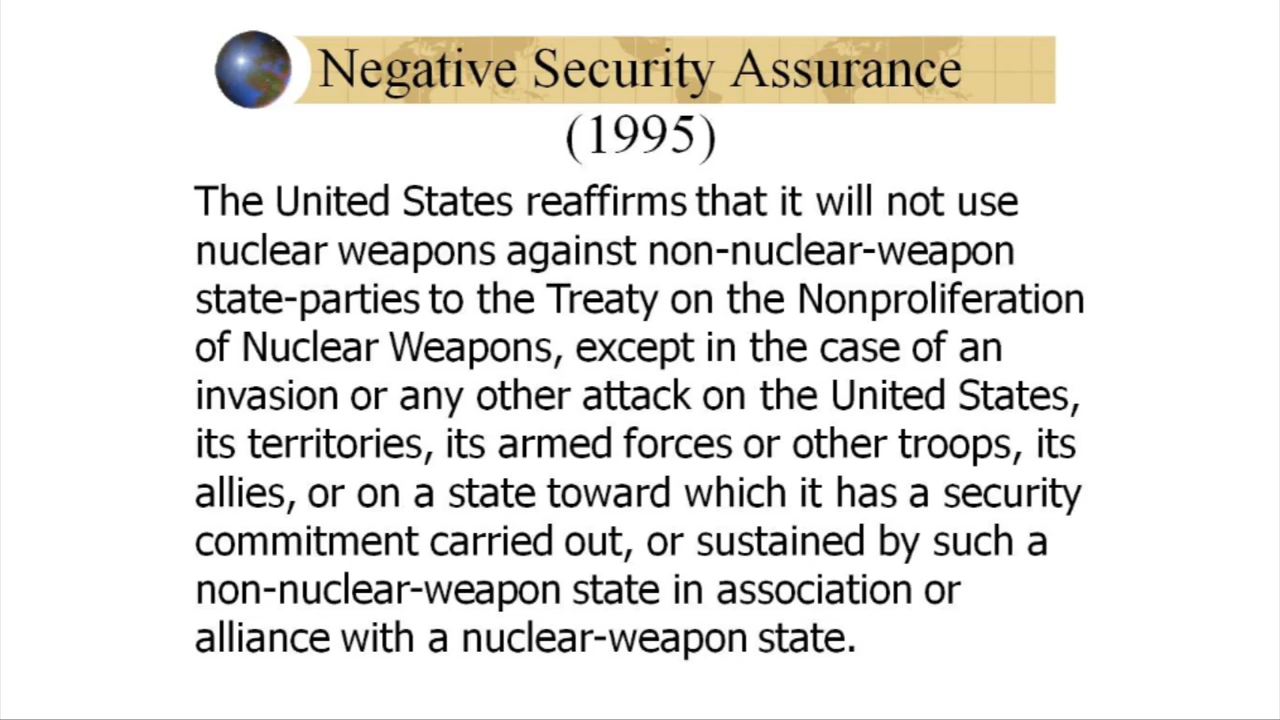 Negative Security Assurance
(1995)
The United States reaffirms that it will not use
nuclear weapons against non-nuclear-weapon
state-parties to the Treaty on the Nonproliferation
of Nuclear Weapons, except in the case of an
invasion or any other attack on the United States,
its territories, its armed forces or other troops, its
allies, or on a state toward which it has a security
commitment carried out, or sustained by such a
non-nuclear-weapon state in association or
alliance with a nuclear-weapon state.